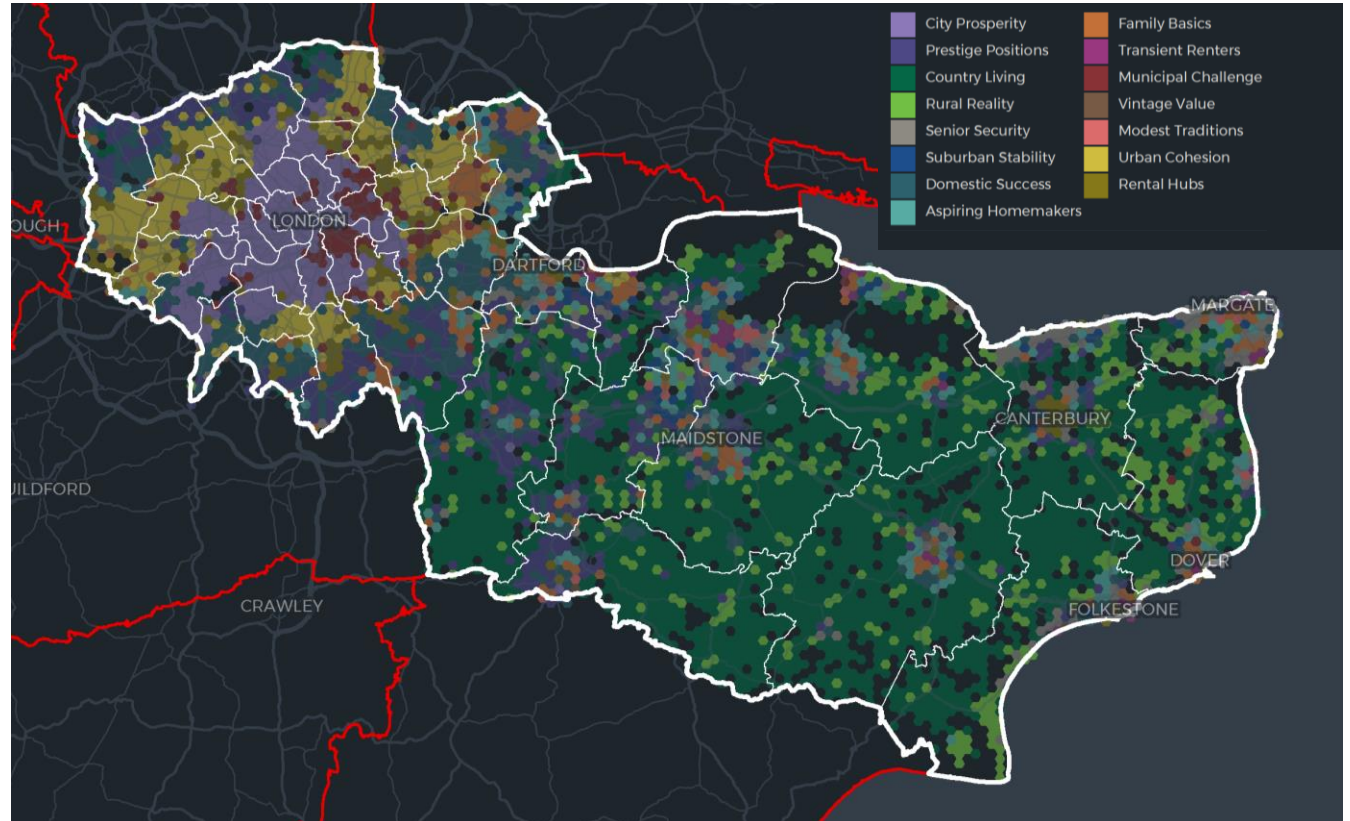 City Prosperity
Prestige Positions
Country Living
Rural Reality
Senior Security
Suburban Stability
Domestic Success
Aspiring Homemakers
Family Basics
Transient Renters
Municipal Challenge
Vintage Value
Modest Traditions
Urban Cohesion
Rental Hubs
LONDON
OUGH
DARTFORD
MARGATE
CANTERBURY
MAIDSTONE
UILDFORD
DOVER
CRAWLEY
FOLKESTONE